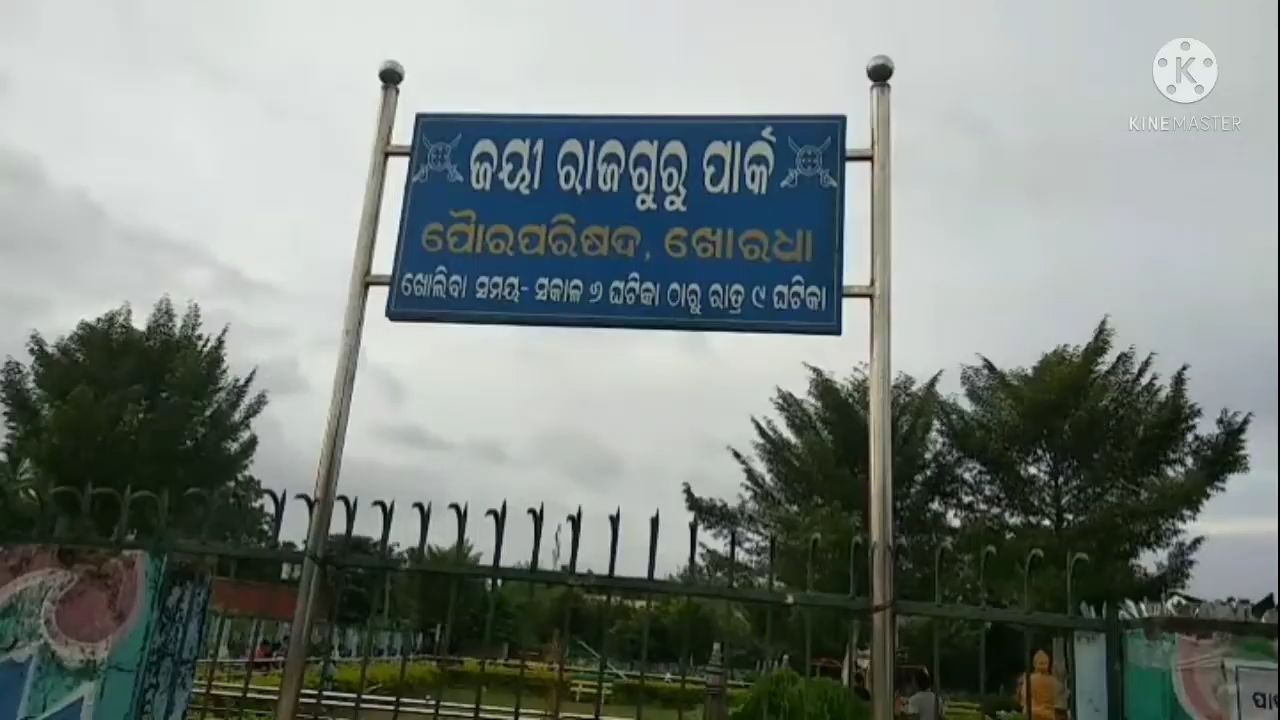 ଜୟୀ ରାଜଗୁରୁ ପାର୍କ
ପୌରପରିଷଦ, ଖୋରଧା
ଖୋଲିବା ସମୟ- ସକାଳ ୬ ଘଟିକା ଠାରୁ ରାତ୍ର ୯ ଘଟିକା
KINEMASTER